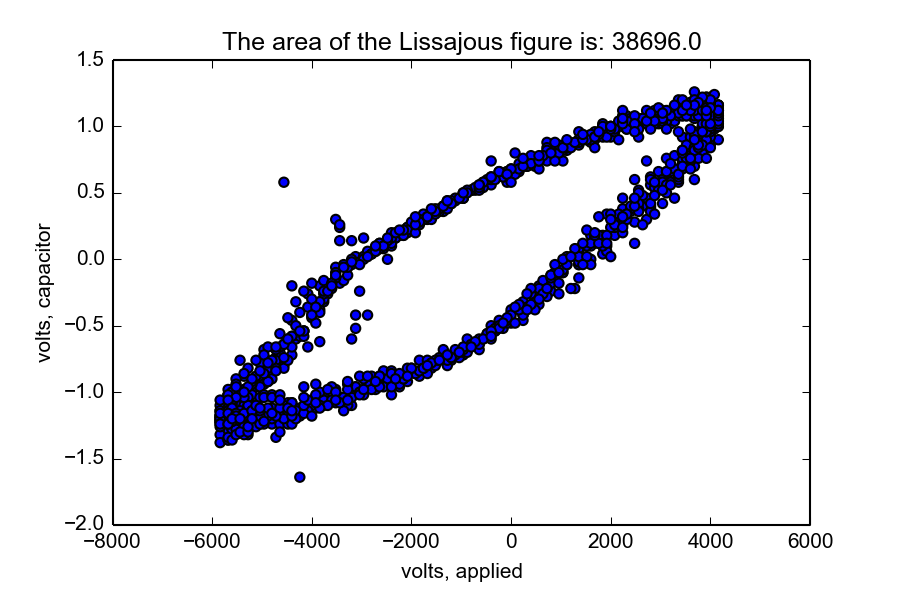 The area of the Lissajous figure is: 38696.0
1.5
1.0
0.5
0.0
−0.5
−1.0
−1.5
−2.0
volts, capacitor
−8000 −6000 −4000 −2000 0 2000 4000 6000
volts, applied